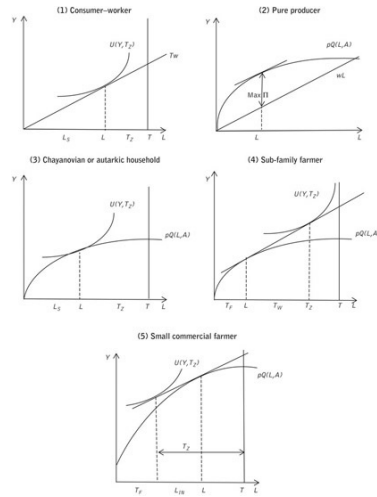 (1) Consumer–worker
Y
U(Y,T_Z)
Tw
L_S
L
T_Z
T
L
(2) Pure producer
Y
pQ(L,A)
wL
Max Π
L
L
(3) Chayanovian or autarkic household
Y
U(Y,T_Z)
pQ(L,A)
L_S
L
T_Z
T
L
(4) Sub-family farmer
Y
U(Y,T_Z)
pQ(L,A)
T_F
L
T_W
T_Z
T
L
(5) Small commercial farmer
Y
U(Y,T_Z)
pQ(L,A)
T_Z
T_F
L_IN
L
T
L